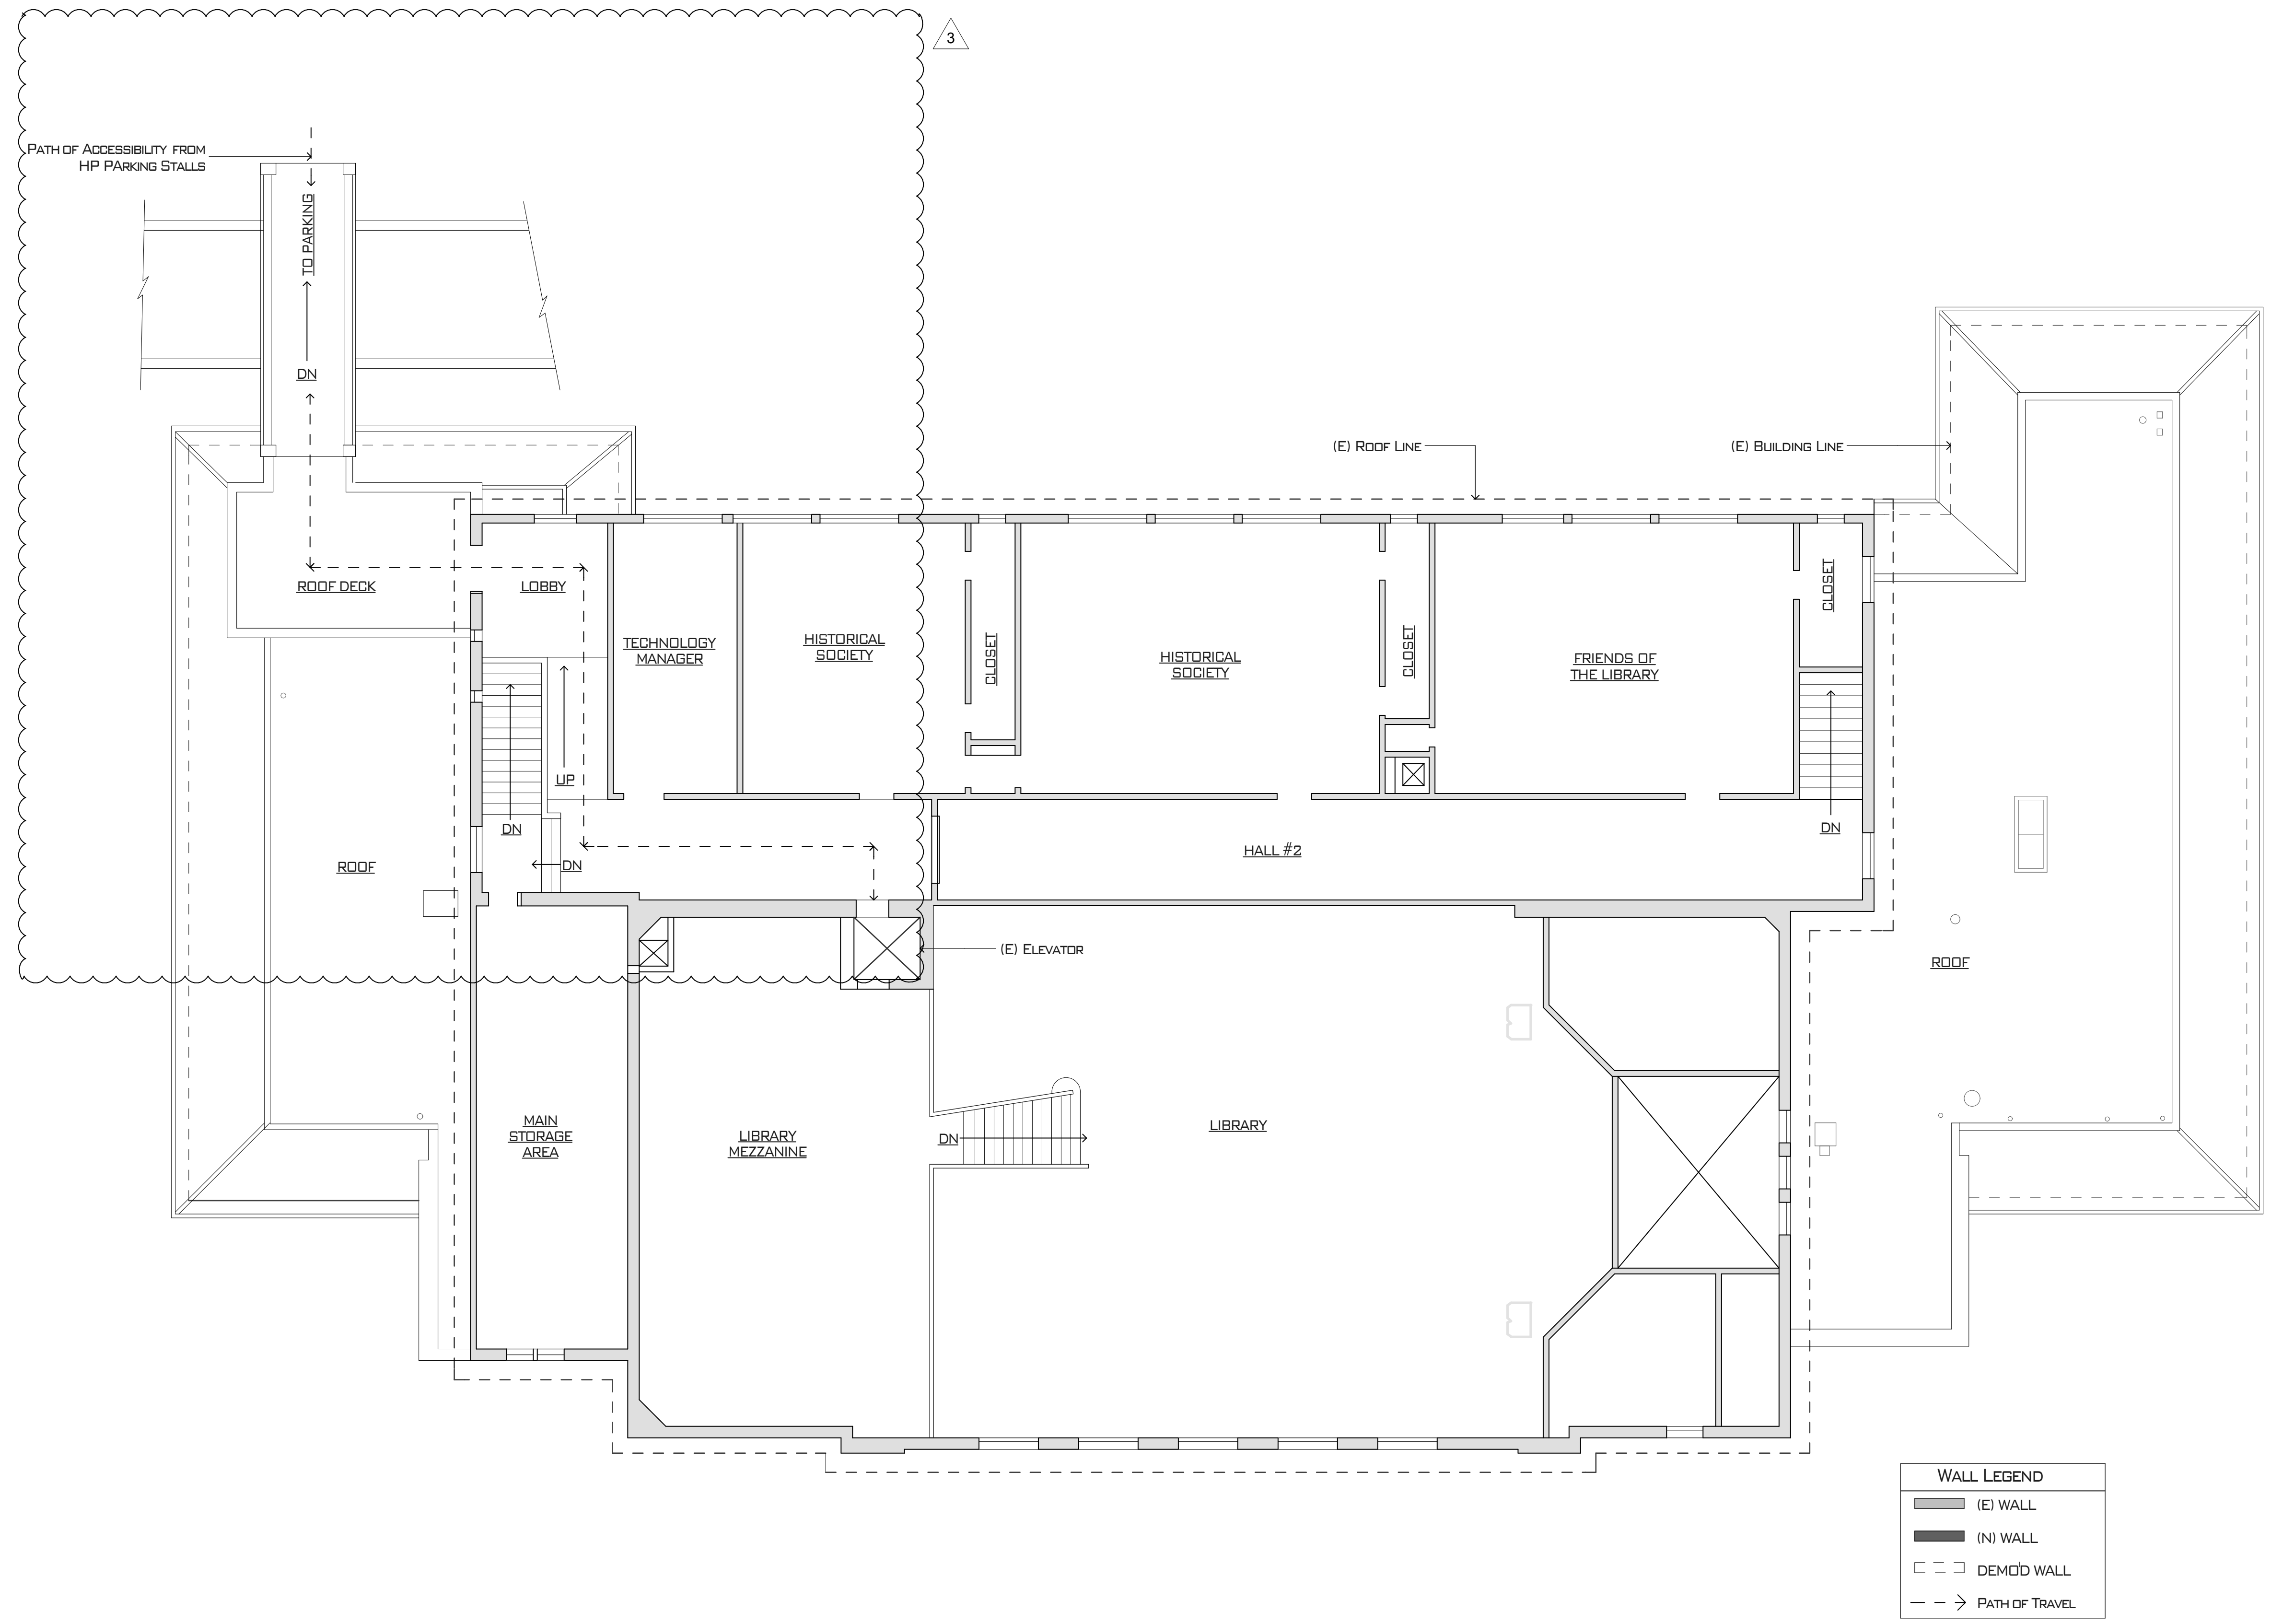 3
PATH OF ACCESSIBILITY FROM
HP PARKING STALLS
TO PARKING
DN
(E) ROOF LINE
(E) BUILDING LINE
ROOF DECK
LOBBY
TECHNOLOGY
MANAGER
HISTORICAL
SOCIETY
CLOSET
HISTORICAL
SOCIETY
CLOSET
FRIENDS OF
THE LIBRARY
CLOSET
UP
DN
DN
DN
HALL #2
ROOF
(E) ELEVATOR
ROOF
MAIN
STORAGE
AREA
LIBRARY
MEZZANINE
DN
LIBRARY
WALL LEGEND
(E) WALL
(N) WALL
DEMO'D WALL
PATH OF TRAVEL